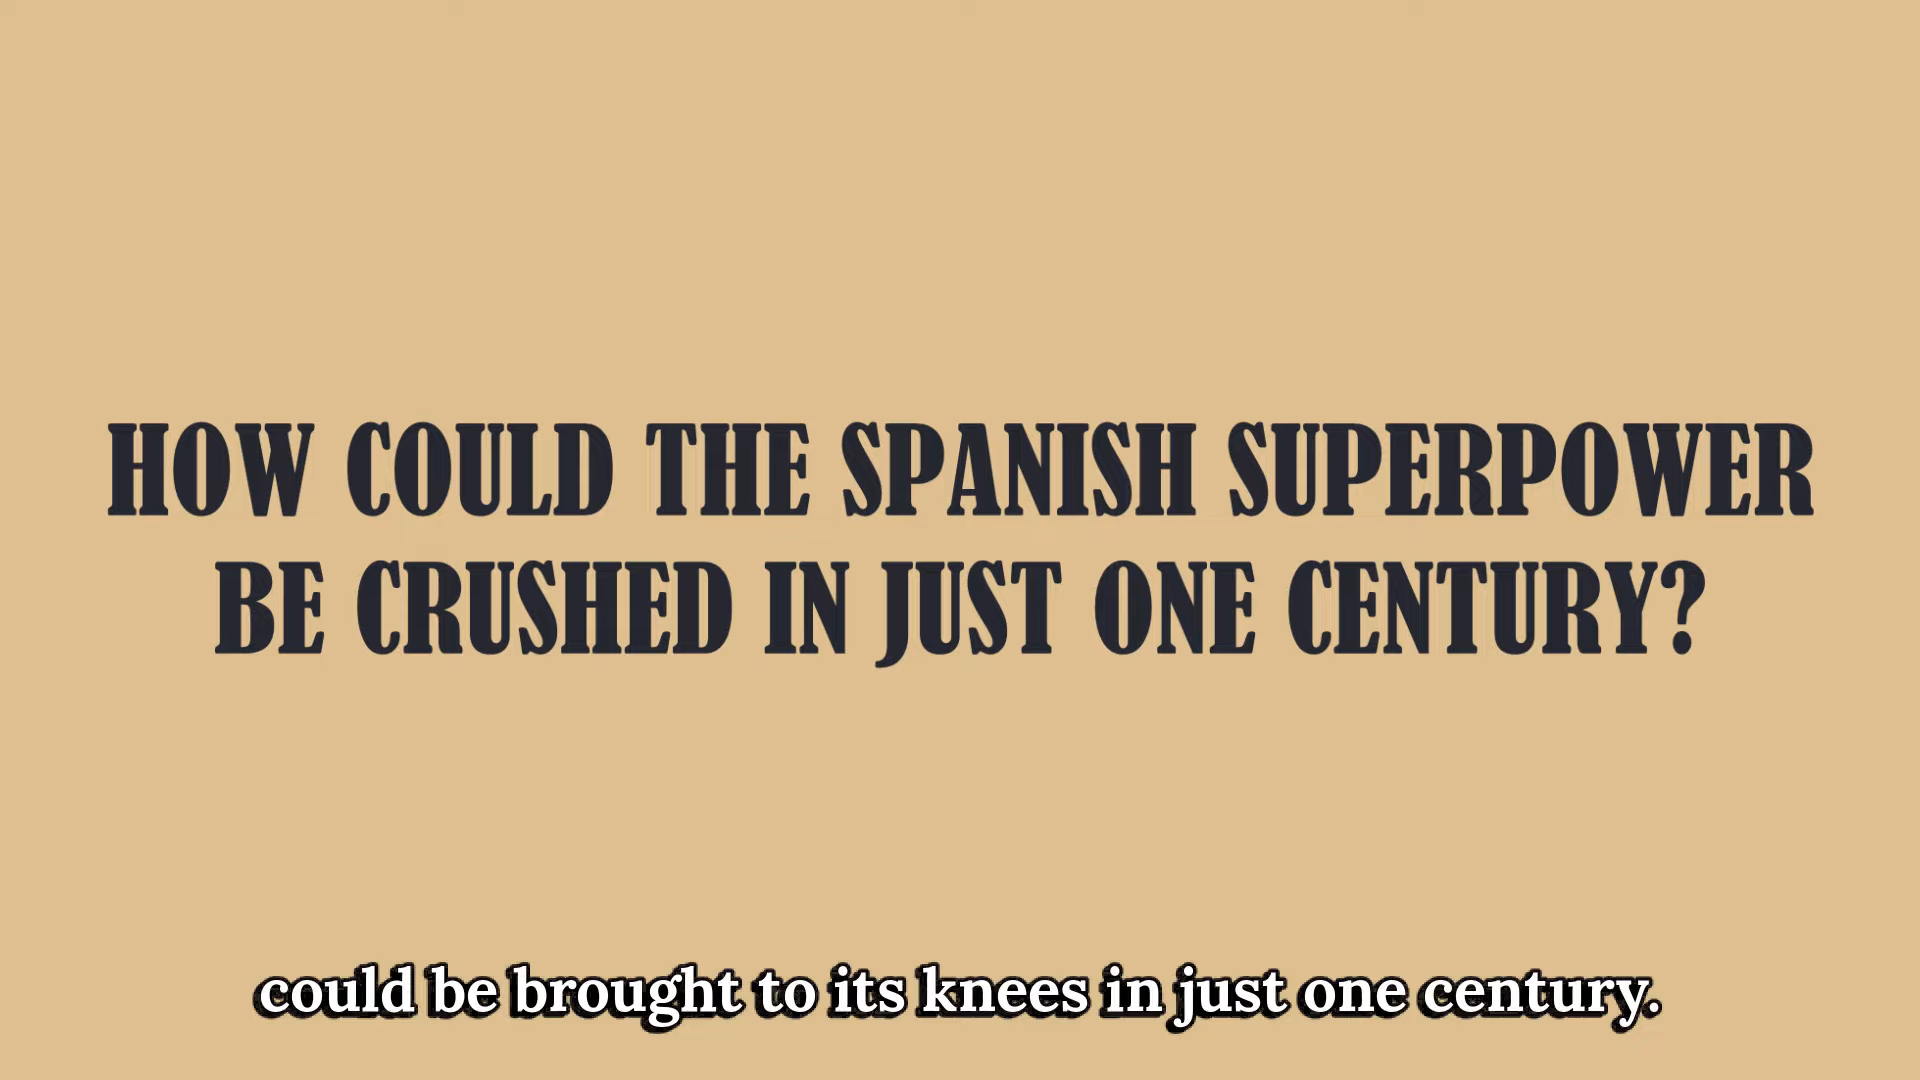 HOW COULD THE SPANISH SUPERPOWER
BE CRUSHED IN JUST ONE CENTURY?
could be brought to its knees in just one century.